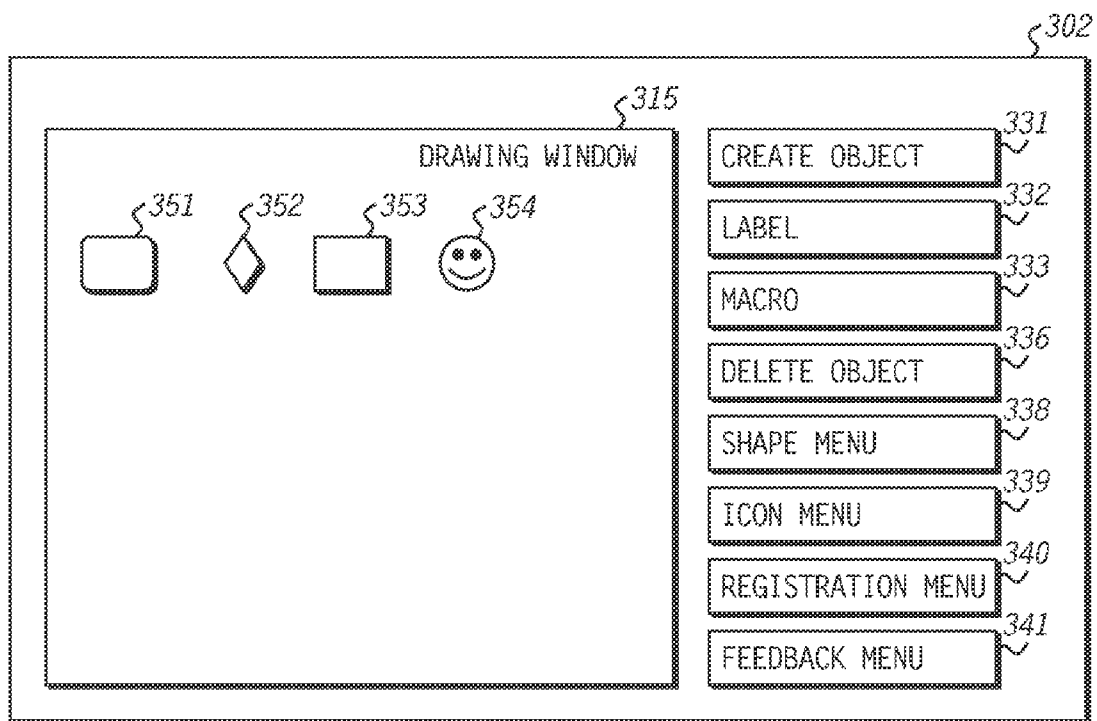 302
315
DRAWING WINDOW
351 352 353 354
331
CREATE OBJECT
332
LABEL
333
MACRO
336
DELETE OBJECT
338
SHAPE MENU
339
ICON MENU
340
REGISTRATION MENU
341
FEEDBACK MENU